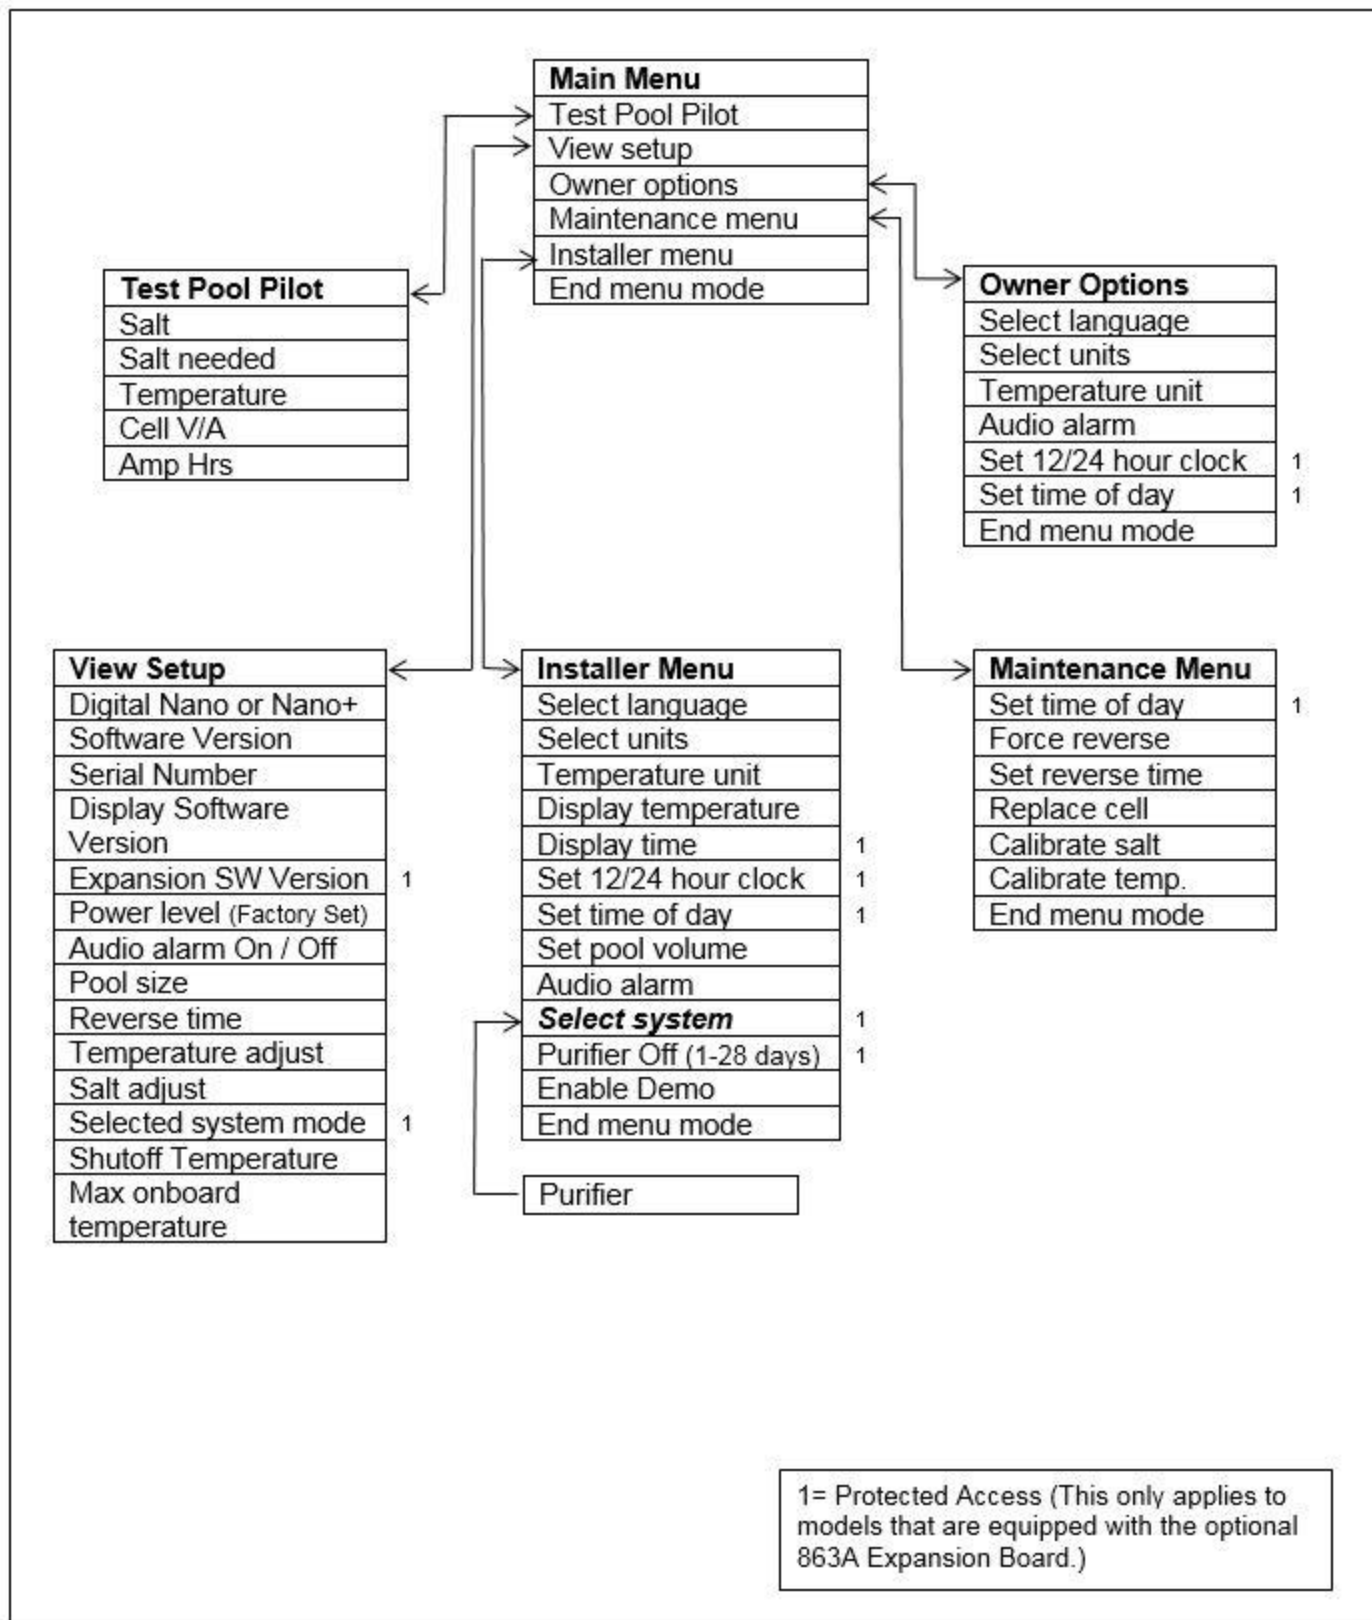 Main Menu
Test Pool Pilot
View setup
Owner options
Maintenance menu
Installer menu
End menu mode
Test Pool Pilot
Salt
Salt needed
Temperature
Cell V/A
Amp Hrs
Owner Options
Select language
Select units
Temperature unit
Audio alarm
Set 12/24 hour clock 1
Set time of day 1
End menu mode
View Setup
Digital Nano or Nano+
Software Version
Serial Number
Display Software
Version
Expansion SW Version 1
Power level (Factory Set)
Audio alarm On / Off
Pool size
Reverse time
Temperature adjust
Salt adjust
Selected system mode 1
Shutoff Temperature
Max onboard
temperature
Installer Menu
Select language
Select units
Temperature unit
Display temperature
Display time 1
Set 12/24 hour clock 1
Set time of day 1
Set pool volume
Audio alarm
Select system 1
Purifier Off (1-28 days) 1
Enable Demo
End menu mode
Purifier
Maintenance Menu
Set time of day 1
Force reverse
Set reverse time
Replace cell
Calibrate salt
Calibrate temp.
End menu mode
1= Protected Access (This only applies to
models that are equipped with the optional
863A Expansion Board.)